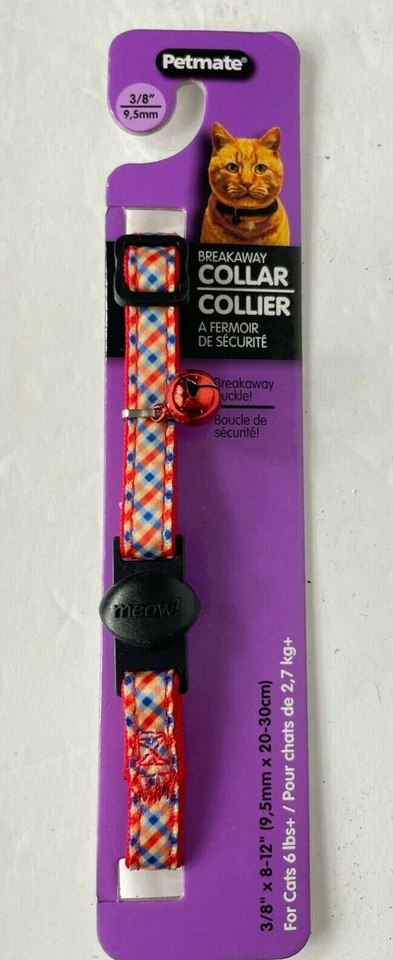 Petmate®
3/8"
9,5mm
BREAKAWAY
COLLAR
COLLIER
A FERMOIR
DE SÉCURITÉ
Breakaway
uckle!
Boucle de
sécurité!
meow!
3/8" x 8-12" (9,5mm x 20-30cm)
For Cats 6 lbs+ / Pour chats de 2,7 kg+